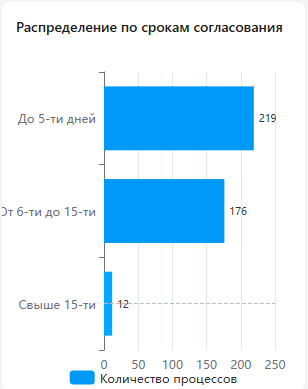 Распределение по срокам согласования
До 5-ти дней
219
От 6-ти до 15-ти
176
Свыше 15-ти
12
0 50 100 150 200 250
Количество процессов